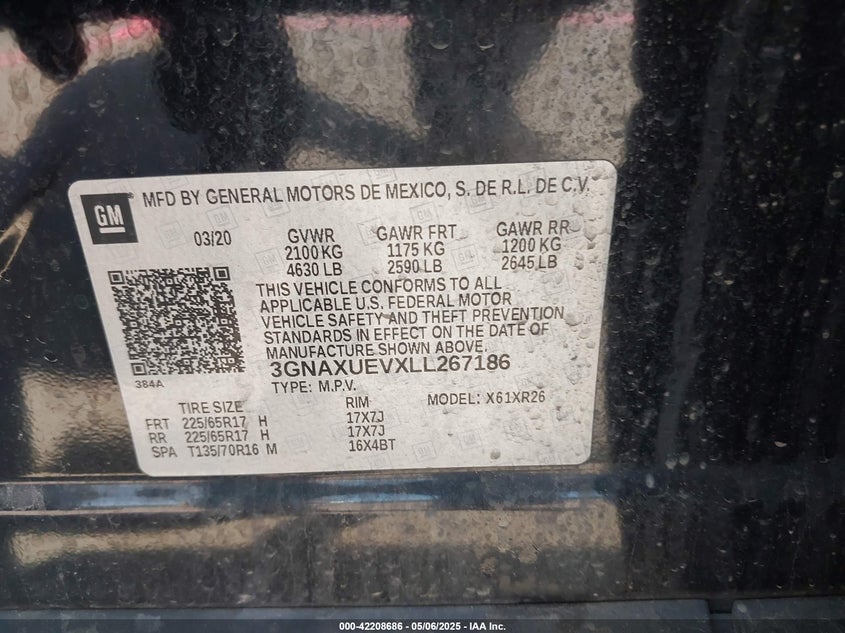 GM
MFD BY GENERAL MOTORS DE MEXICO, S. DE R.L. DE C.V.
03/20 GVWR GAWR FRT GAWR RR
2100 KG 1175 KG 1200 KG
4630 LB 2590 LB 2645 LB
THIS VEHICLE CONFORMS TO ALL
APPLICABLE U.S. FEDERAL MOTOR
VEHICLE SAFETY AND THEFT PREVENTION
STANDARDS IN EFFECT ON THE DATE OF
MANUFACTURE SHOWN ABOVE.
3GNAXUEVXLL267186
384A
TYPE: M.P.V.
MODEL: X61XR26
TIRE SIZE RIM
FRT 225/65R17 H 17X7J
RR 225/65R17 H 17X7J
SPA T135/70R16 M 16X4BT
000-42208686 - 05/06/2025 - IAA Inc.